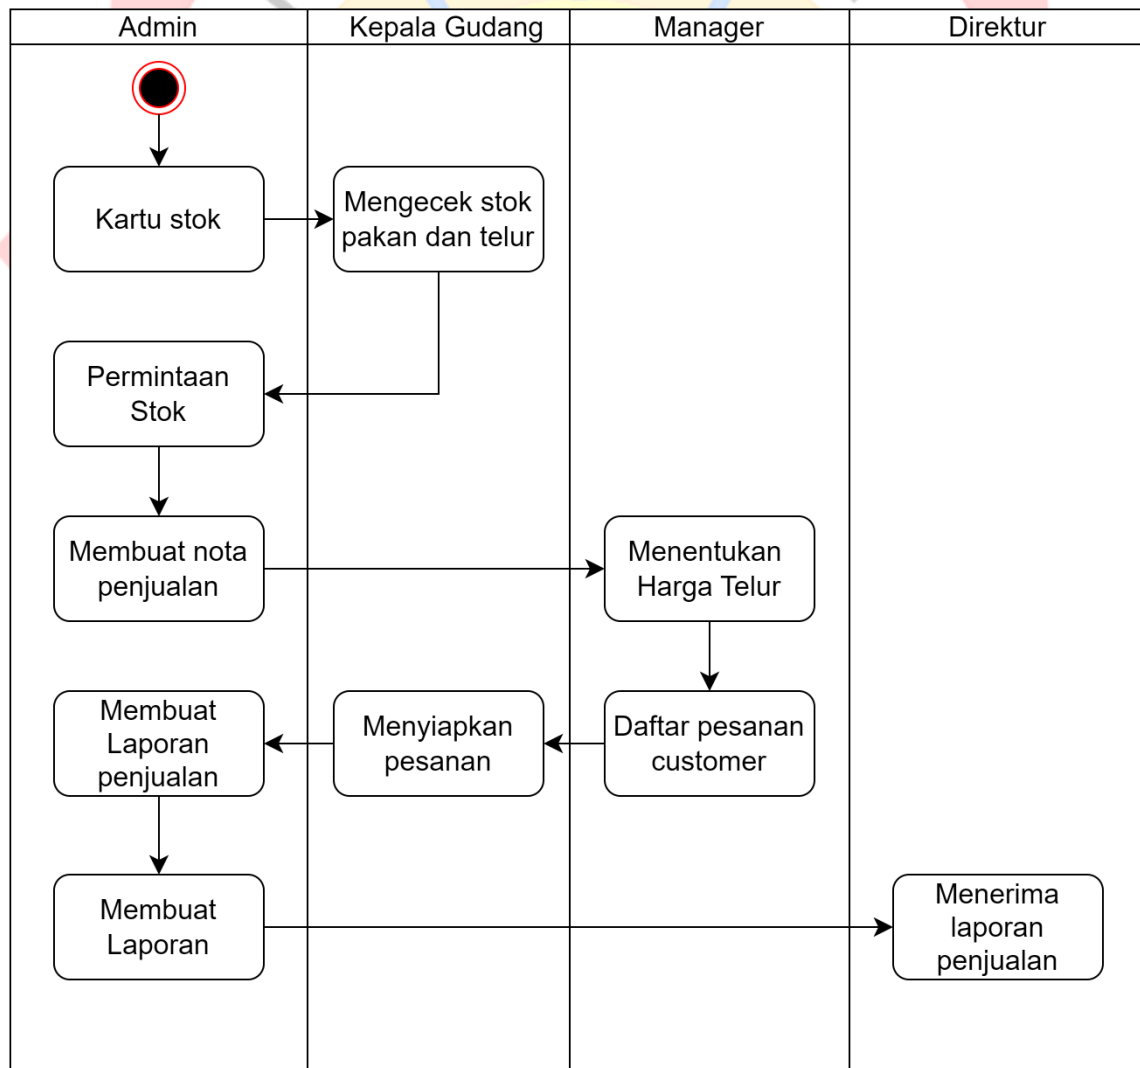 Admin
Kepala Gudang
Manager
Direktur
Kartu stok
Mengecek stok
pakan dan telur
Permintaan
Stok
Membuat nota
penjualan
Menentukan
Harga Telur
Membuat
Laporan
penjualan
Menyiapkan
pesanan
Daftar pesanan
customer
Membuat
Laporan
Menerima
laporan
penjualan